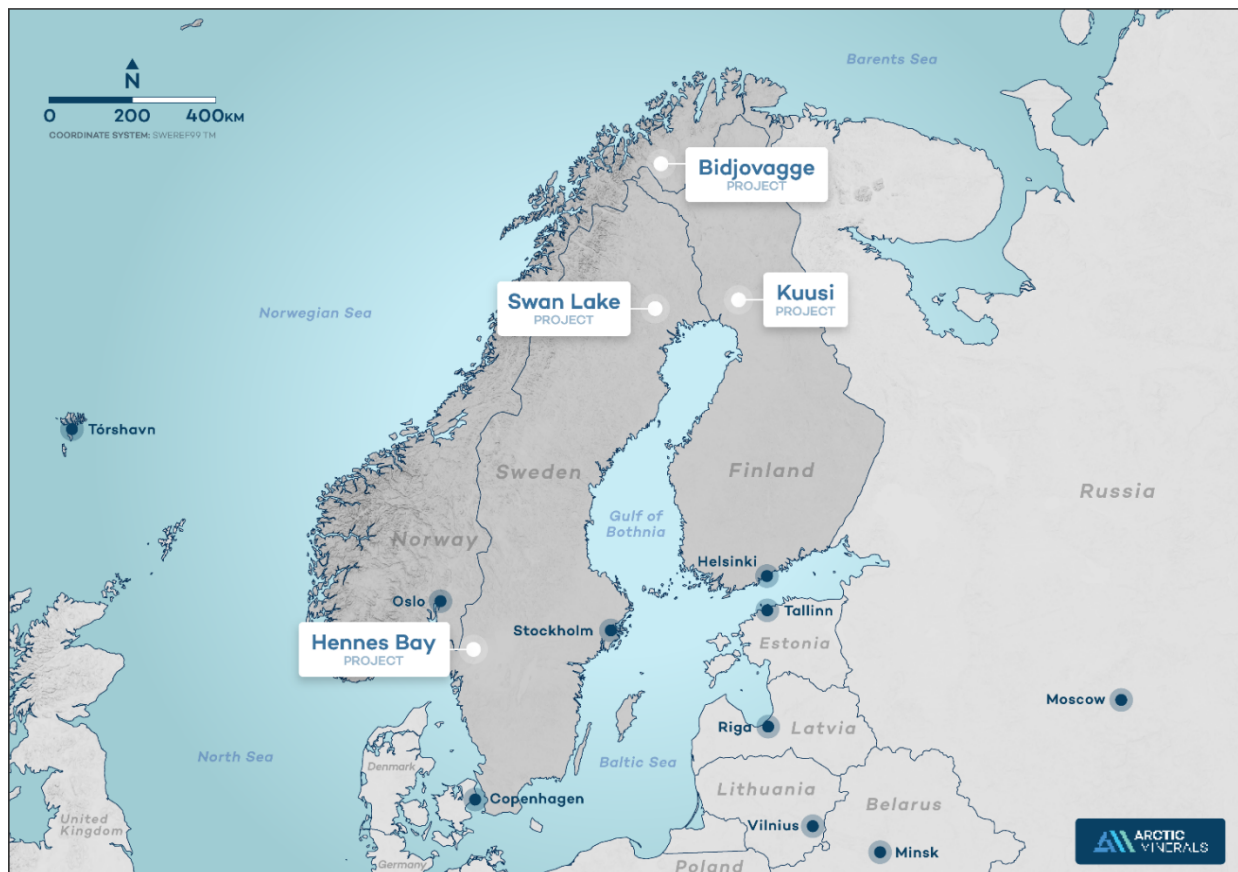 Barents Sea
N
0 200 400KM
COORDINATE SYSTEM: SWEREF99 TM
Bidjovagge
PROJECT
Swan Lake
PROJECT
Kuusi
PROJECT
Norwegian Sea
Tórshavn
Sweden
Finland
Russia
Gulf of
Bothnia
Norway
Helsinki
Oslo
Tallinn
Stockholm
Estonia
Hennes Bay
PROJECT
Moscow
Riga
Latvia
North Sea
Baltic Sea
Denmark
Lithuania
Copenhagen
Belarus
United
Kingdom
Vilnius
Minsk
Germany
Poland
ARCTIC
MINERALS